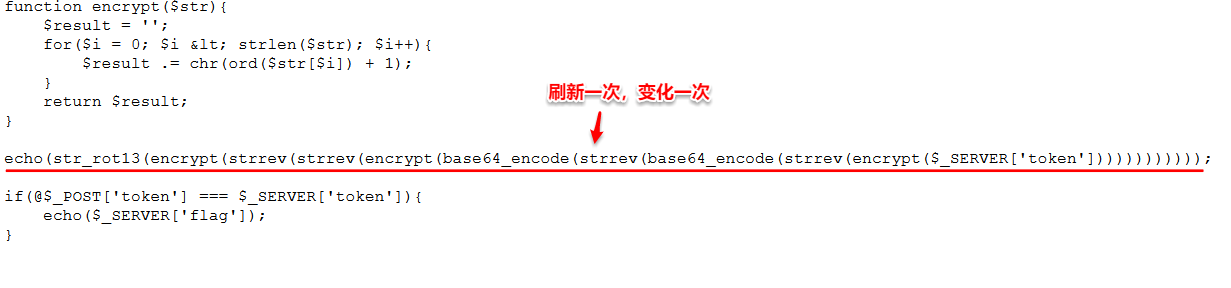 function encrypt($str){
    $result = '';
    for($i = 0; $i &lt; strlen($str); $i++){
        $result .= chr(ord($str[$i]) + 1);
    }
    return $result;
}
刷新一次，变化一次
echo(str_rot13(encrypt(strrev(strrev(encrypt(base64_encode(strrev(base64_encode(strrev(encrypt($_SERVER['token'])))))))))));
if(@$_POST['token'] === $_SERVER['token']){
    echo($_SERVER['flag']);
}